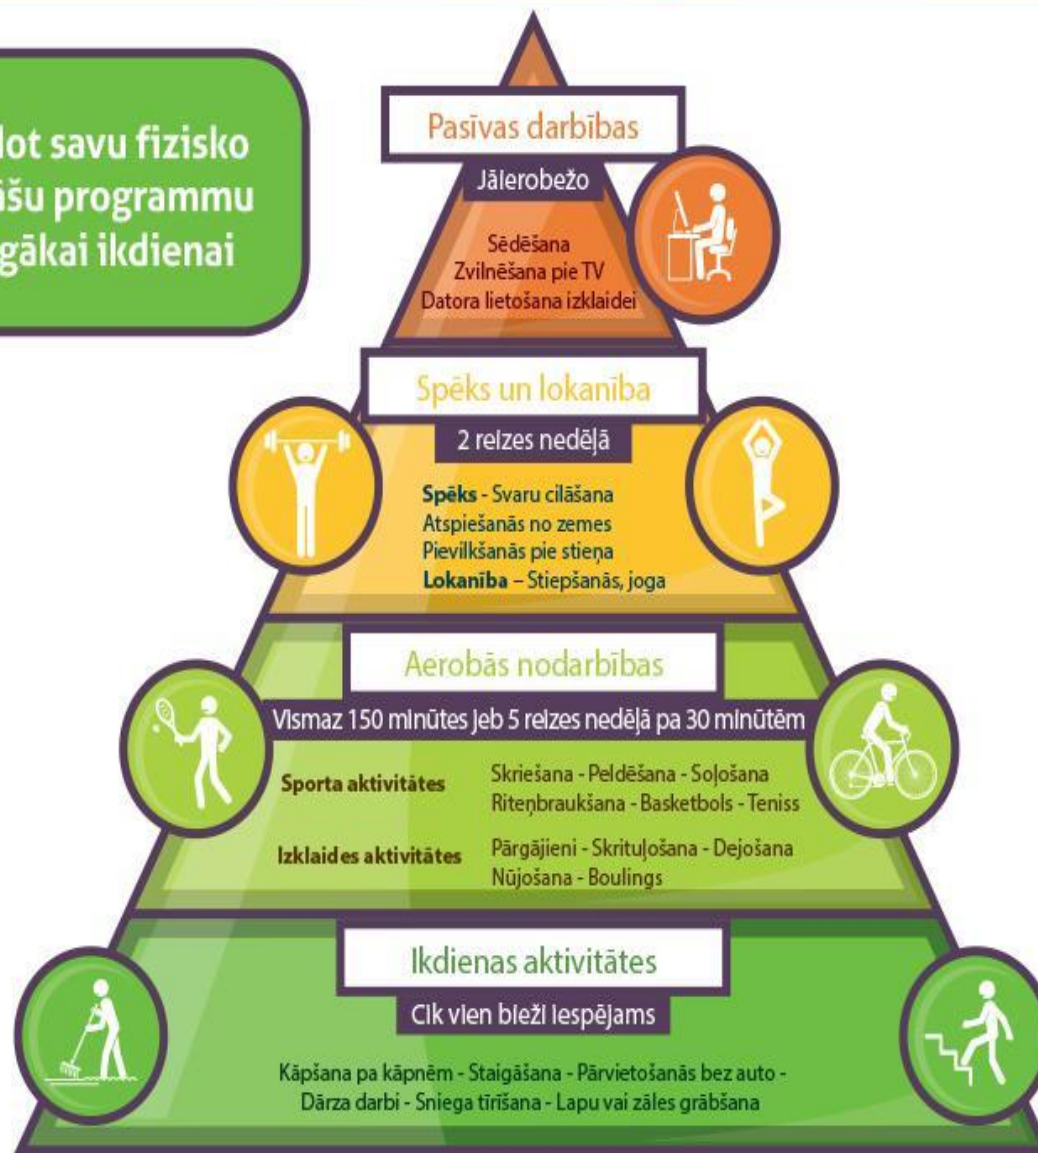 lot savu fizisko
āšu programmu
gākai ikdienai
Pasīvas darbības
Jāierobežo
Sēdēšana
Zvilnēšana pie TV
Datora lietošana izklaidei
Spēks un lokanība
2 reizes nedēļā
Spēks - Svaru cilāšana
Atspiešanās no zemes
Pievilkšanās pie stieņa
Lokanība – Stiepšanās, joga
Aerobās nodarbības
Vismaz 150 minūtes jeb 5 reizes nedēļā pa 30 minūtēm
Sporta aktivitātes
Skriešana - Peldēšana - Soļošana
Riteņbraukšana - Basketbols - Teniss
Izklaides aktivitātes
Pārgājieni - Skrituļošana - Dejošana
Nūjošana - Boulings
Ikdienas aktivitātes
Cik vien bieži iespējams
Kāpšana pa kāpnēm - Staigāšana - Pārvietošanās bez auto -
Dārza darbi - Sniega tīrīšana - Lapu vai zāles grābšana